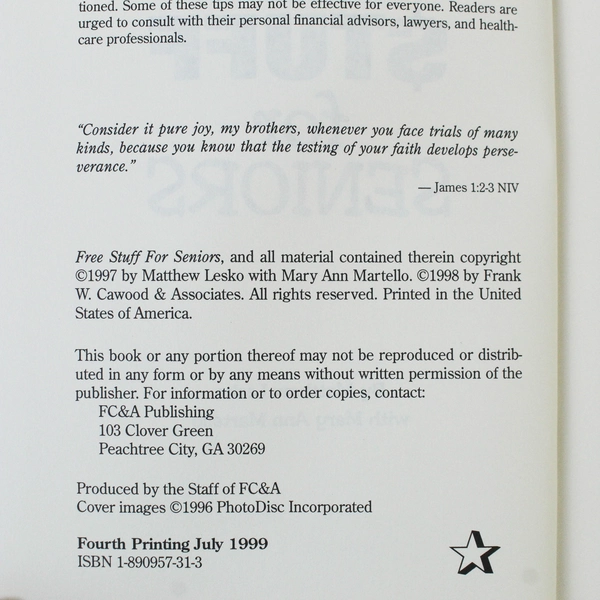 tioned. Some of these tips may not be effective for everyone. Readers are
urged to consult with their personal financial advisors, lawyers, and health-
care professionals.
“Consider it pure joy, my brothers, whenever you face trials of many
kinds, because you know that the testing of your faith develops perse-
verance.”
— James 1:2-3 NIV
Free Stuff For Seniors, and all material contained therein copyright
©1997 by Matthew Lesko with Mary Ann Martello. ©1998 by Frank
W. Cawood & Associates. All rights reserved. Printed in the United
States of America.
This book or any portion thereof may not be reproduced or distrib-
uted in any form or by any means without written permission of the
publisher. For information or to order copies, contact:
FC&A Publishing
103 Clover Green
Peachtree City, GA 30269
Produced by the Staff of FC&A
Cover images ©1996 PhotoDisc Incorporated
Fourth Printing July 1999
ISBN 1-890957-31-3